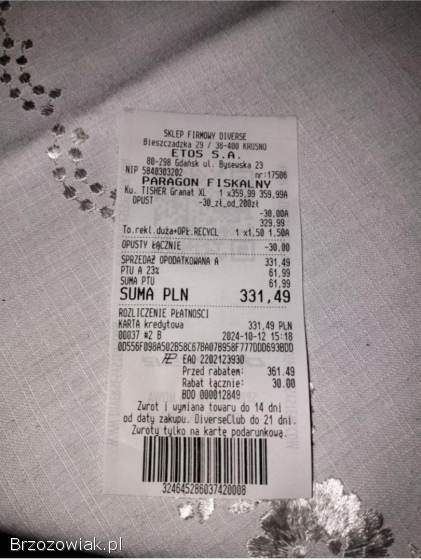 SKLEP FIRMOWY DIVERSE
Bieszczadzka 29 / 38-400 KROSNO
ETOS S.A.
80-298 Gdańsk ul. Bysewska 23
NIP 5840303202 nr:17506
PARAGON FISKALNY
Ku. TISHER Granat XL 1 x359,99 359,99A
OPUST -30_zł_od_200zł
-30,00A
329,99
To.rekl.duża+OPŁ.RECYCL 1 x1,50 1,50A
OPUSTY ŁĄCZNIE -30,00
SPRZEDAŻ OPODATKOWANA A 331,49
PTU A 23% 61,99
SUMA PTU 61,99
SUMA PLN 331,49
ROZLICZENIE PŁATNOŚCI
KARTA kredytowa 331,49 PLN
00037 #2 B 2024-10-12 15:18
0D556F098A502B58C67BA07B958F777DDD693BDD
EAO 2202123930
Przed rabatem: 361.49
Rabat łącznie: 30.00
BDO 000012849
Zwrot i wymiana towaru do 14 dni
od daty zakupu. DiverseClub do 21 dni.
Zwroty tylko na kartę podarunkową.
324645286037420008
Brzozowiak.pl